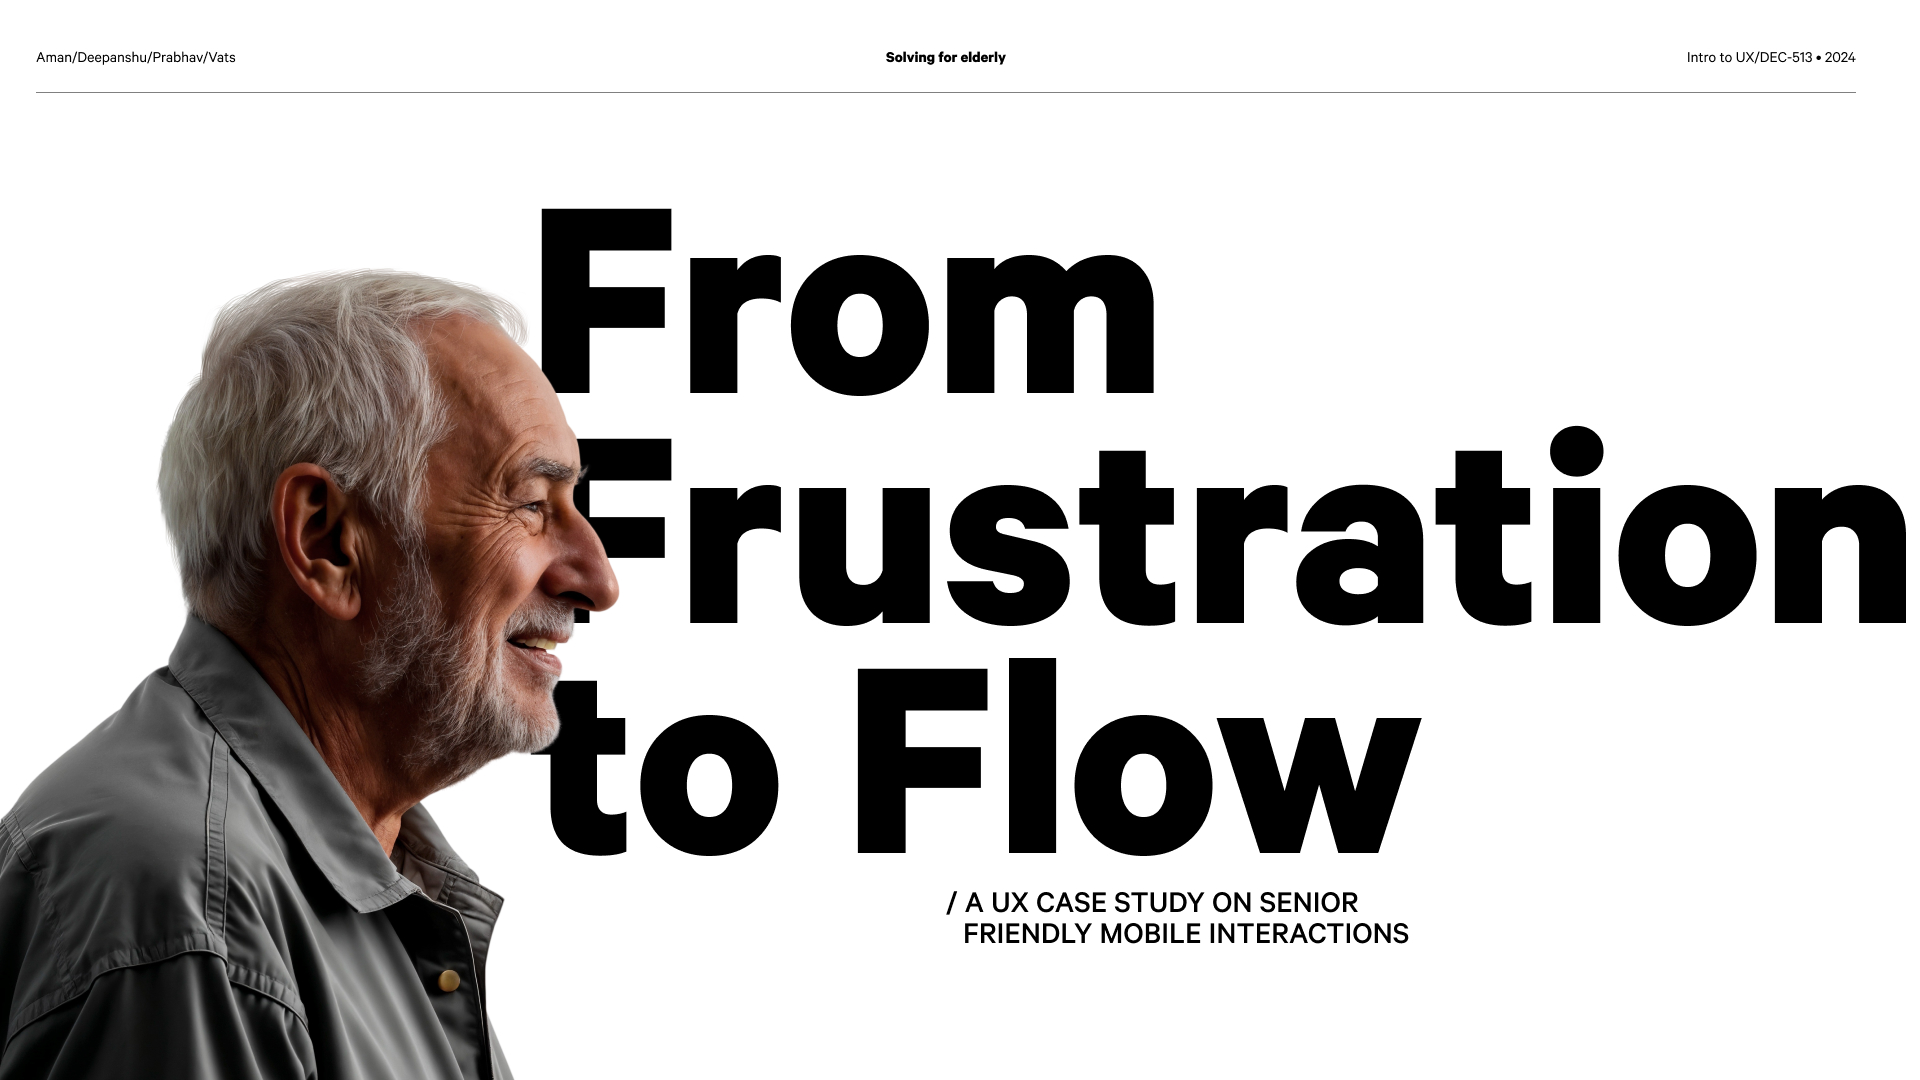 Aman/Deepanshu/Prabhav/Vats
Solving for elderly
Intro to UX/DEC-513 • 2024
From
Frustration
to Flow
/ A UX CASE STUDY ON SENIOR
FRIENDLY MOBILE INTERACTIONS